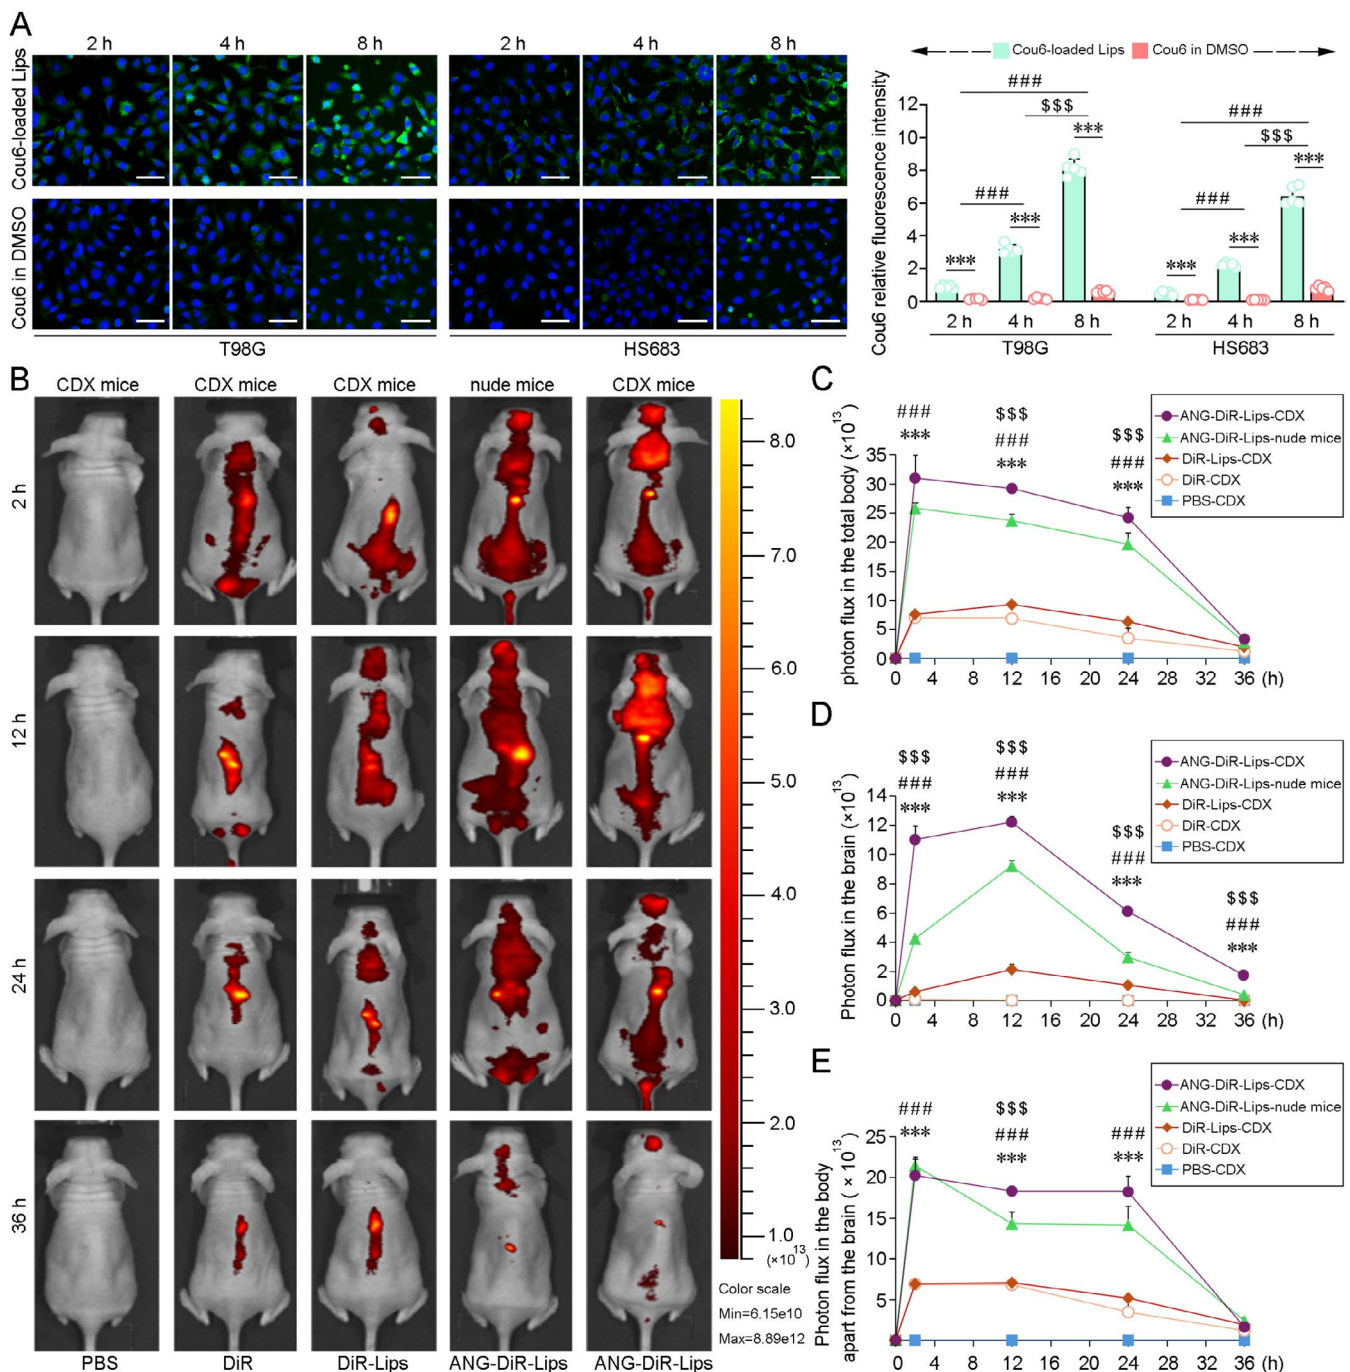 A
2 h 4 h 8 h 2 h 4 h 8 h
Cou6-loaded Lips
Cou6 in DMSO
T98G HS683
Cou6-loaded Lips Cou6 in DMSO
Cou6 relative fluorescence intensity
12
10
8
6
4
2
0
###
$$$
***
###
***
***
###
$$$
***
###
***
***
2 h 4 h 8 h 2 h 4 h 8 h
T98G HS683
B
CDX mice CDX mice CDX mice nude mice CDX mice
2 h
12 h
24 h
36 h
PBS DiR DiR-Lips ANG-DiR-Lips ANG-DiR-Lips
8.0
7.0
6.0
5.0
4.0
3.0
2.0
1.0
(×10¹³)
Color scale
Min=6.15e10
Max=8.89e12
C
photon flux in the total body (×10¹³)
### $$$ $$$
*** ### ###
*** ***
35
30
25
20
15
10
5
0
0 4 8 12 16 20 24 28 32 36 (h)
ANG-DiR-Lips-CDX
ANG-DiR-Lips-nude mice
DiR-Lips-CDX
DiR-CDX
PBS-CDX
D
Photon flux in the brain (×10¹³)
$$$ $$$ $$$ $$$
### ### ### ###
*** *** *** ***
14
12
10
8
6
4
2
0
0 4 8 12 16 20 24 28 32 36 (h)
ANG-DiR-Lips-CDX
ANG-DiR-Lips-nude mice
DiR-Lips-CDX
DiR-CDX
PBS-CDX
E
Photon flux in the body
apart from the brain ( × 10¹³)
### $$$ ###
*** ### ***
***
25
20
15
10
5
0 4 8 12 16 20 24 28 32 36 (h)
ANG-DiR-Lips-CDX
ANG-DiR-Lips-nude mice
DiR-Lips-CDX
DiR-CDX
PBS-CDX